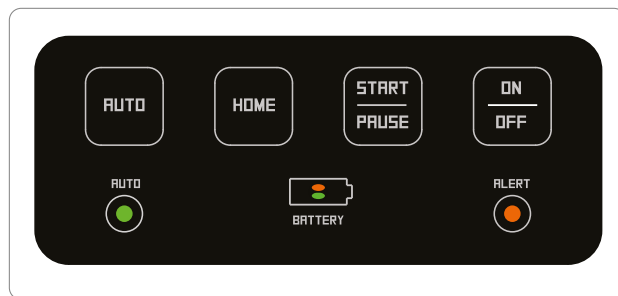 AUTO
HOME
START
PAUSE
ON
OFF
AUTO
BATTERY
ALERT